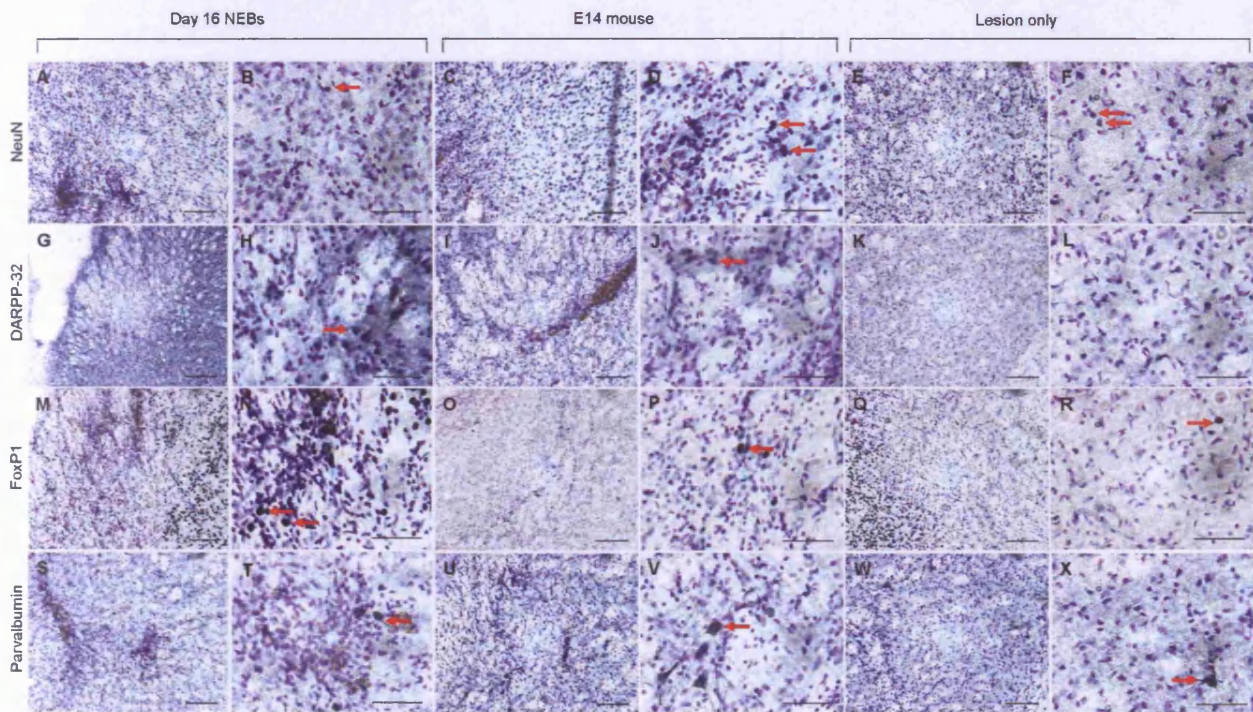 Day 16 NEBs
E14 mouse
Lesion only
NeuN
A
B
C
D
E
F
DARPP-32
G
H
I
J
K
L
FoxP1
M
N
O
P
Q
R
Parvalbumin
S
T
U
V
W
X